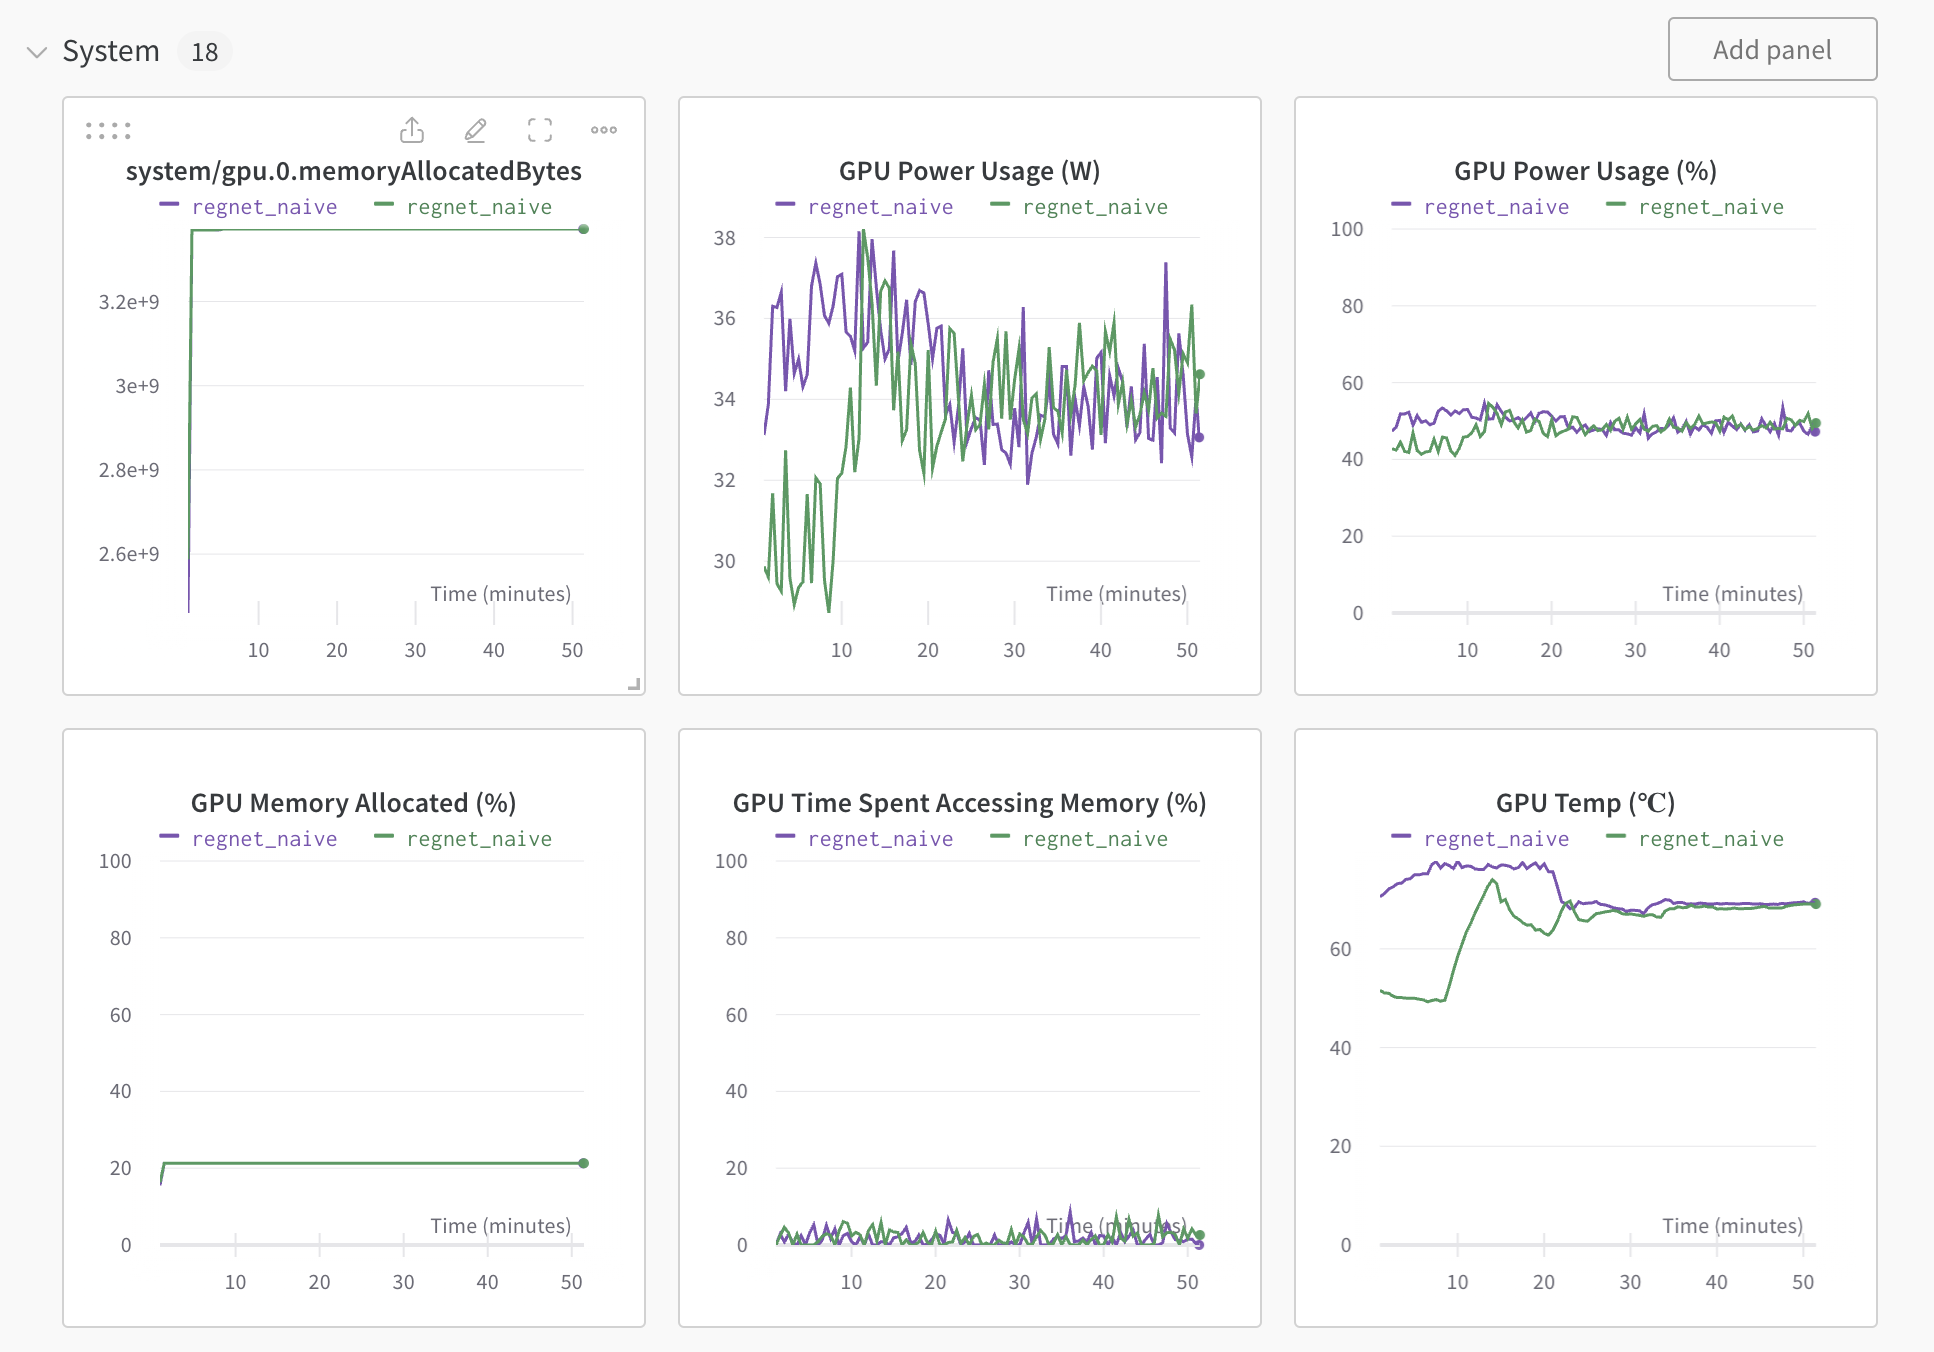 System 18
Add panel
system/gpu.0.memoryAllocatedBytes
regnet_naive regnet_naive
3.2e+9
3e+9
2.8e+9
2.6e+9
Time (minutes)
10 20 30 40 50
GPU Power Usage (W)
regnet_naive regnet_naive
38
36
34
32
30
Time (minutes)
10 20 30 40 50
GPU Power Usage (%)
regnet_naive regnet_naive
100
80
60
40
20
0
Time (minutes)
10 20 30 40 50
GPU Memory Allocated (%)
regnet_naive regnet_naive
100
80
60
40
20
0
Time (minutes)
10 20 30 40 50
GPU Time Spent Accessing Memory (%)
regnet_naive regnet_naive
100
80
60
40
20
0
Time (minutes)
10 20 30 40 50
GPU Temp (℃)
regnet_naive regnet_naive
60
40
20
0
Time (minutes)
10 20 30 40 50